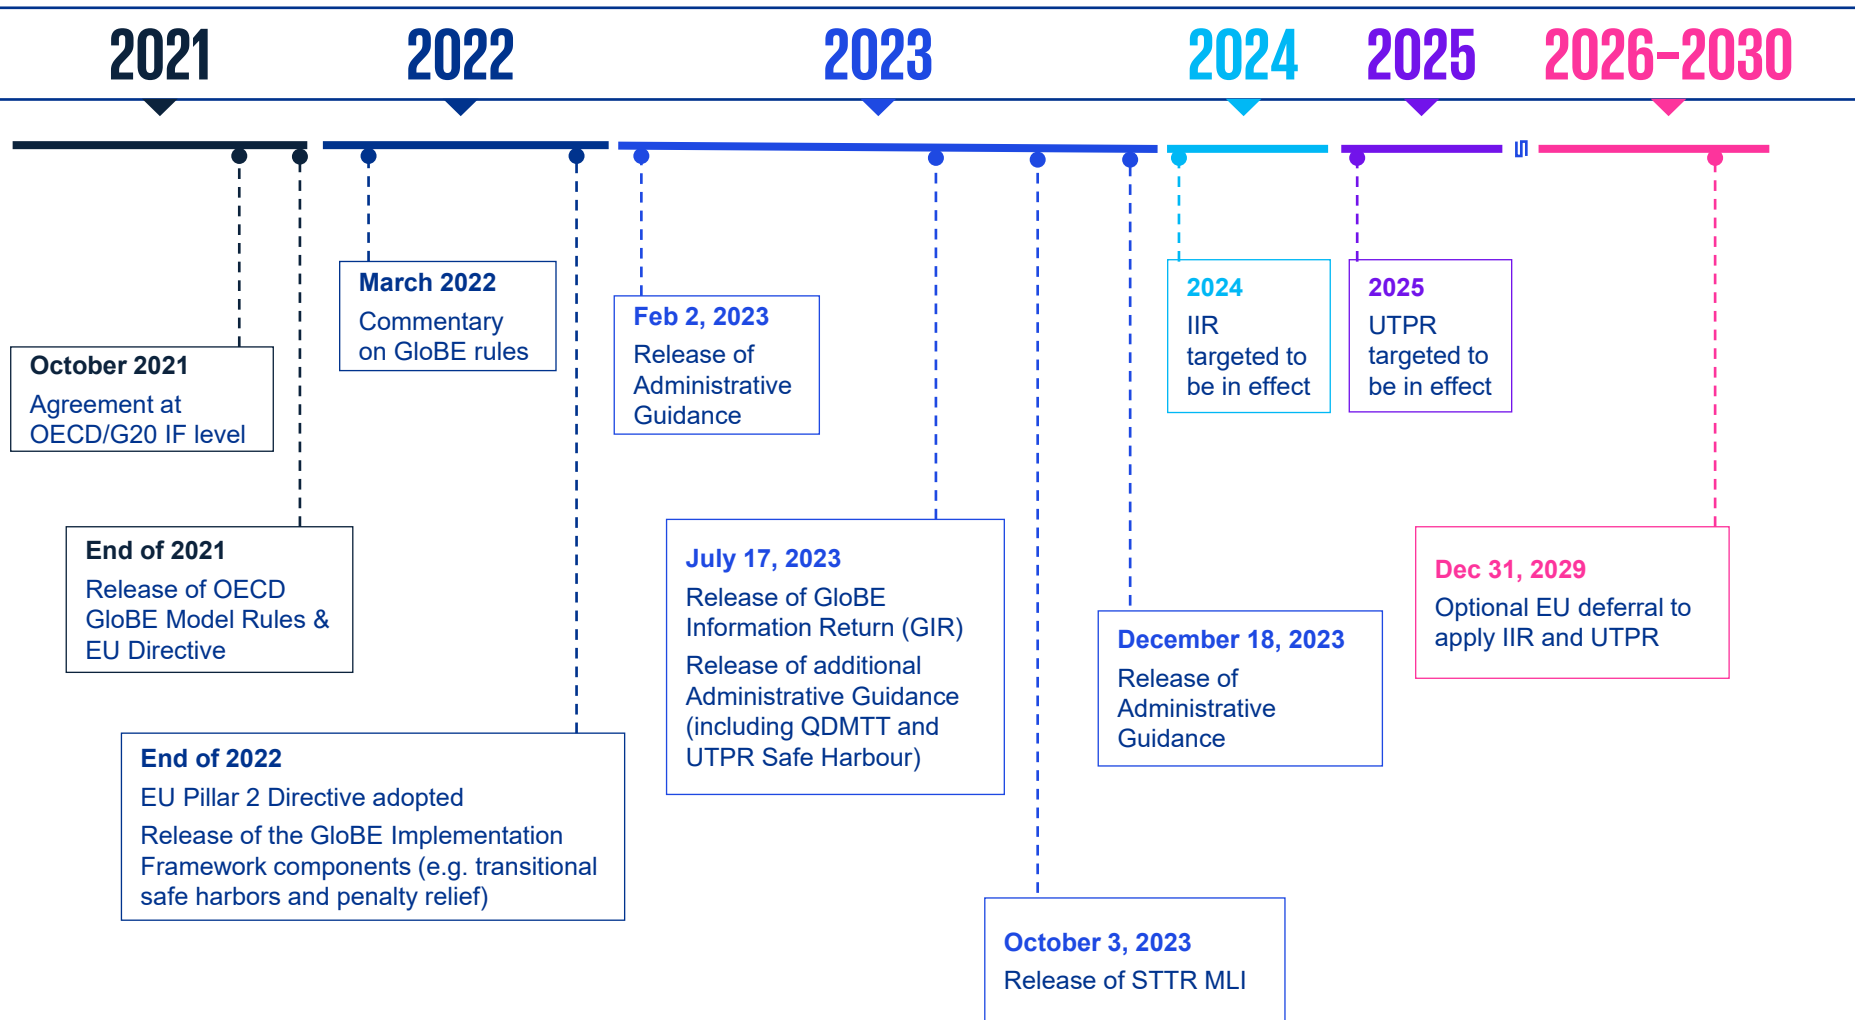 2021
2022
2023
2024
2025
2026–2030
October 2021
Agreement at
OECD/G20 IF level
End of 2021
Release of OECD
GloBE Model Rules &
EU Directive
March 2022
Commentary
on GloBE rules
End of 2022
EU Pillar 2 Directive adopted
Release of the GloBE Implementation
Framework components (e.g. transitional
safe harbors and penalty relief)
Feb 2, 2023
Release of
Administrative
Guidance
July 17, 2023
Release of GloBE
Information Return (GIR)
Release of additional
Administrative Guidance
(including QDMTT and
UTPR Safe Harbour)
October 3, 2023
Release of STTR MLI
December 18, 2023
Release of
Administrative
Guidance
2024
IIR
targeted to
be in effect
2025
UTPR
targeted to
be in effect
Dec 31, 2029
Optional EU deferral to
apply IIR and UTPR